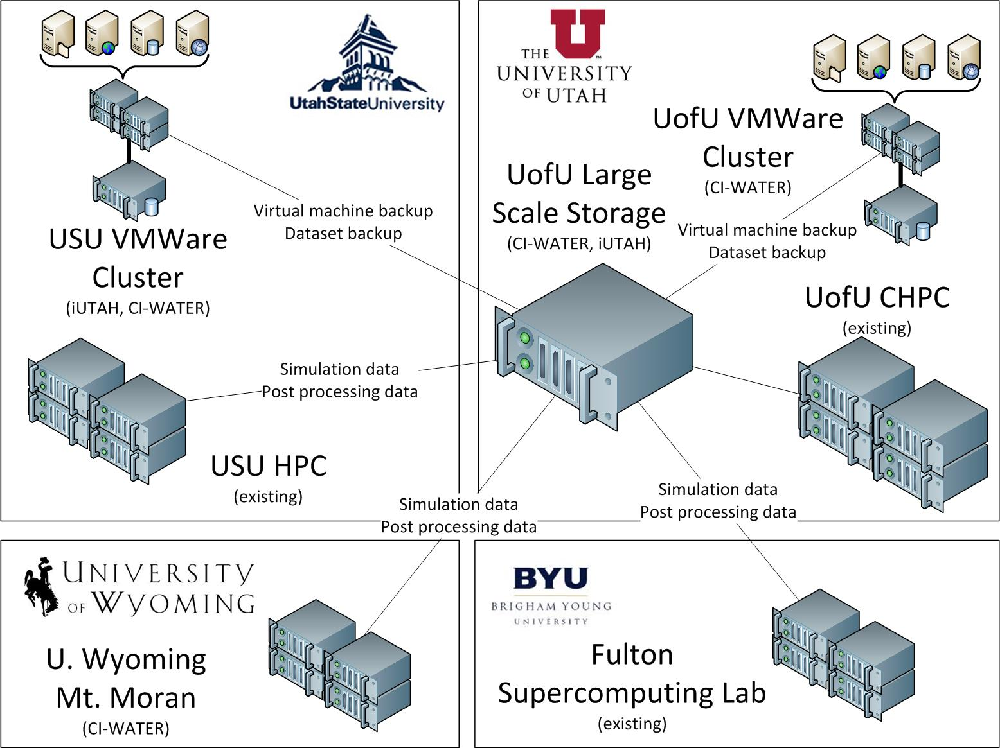 UtahStateUniversity
Virtual machine backup
Dataset backup
USU VMWare
Cluster
(iUTAH, CI-WATER)
Simulation data
Post processing data
USU HPC
(existing)
U
™
THE
UNIVERSITY
OF UTAH
UofU VMWare
Cluster
(CI-WATER)
UofU Large
Scale Storage
(CI-WATER, iUTAH)
Virtual machine backup
Dataset backup
UofU CHPC
(existing)
Simulation data
Post processing data
Simulation data
Post processing data
UNIVERSITY
OF WYOMING
U. Wyoming
Mt. Moran
(CI-WATER)
BYU
BRIGHAM YOUNG
UNIVERSITY
Fulton
Supercomputing Lab
(existing)